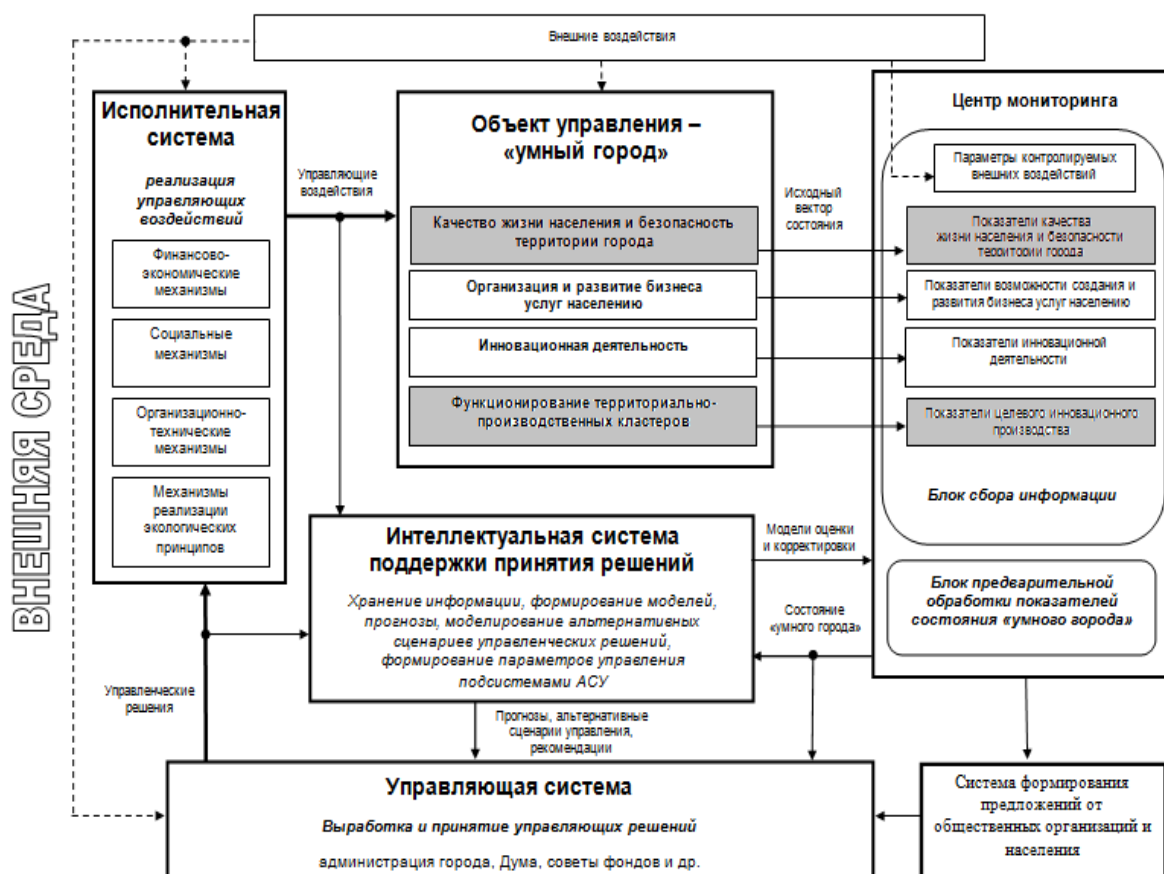 Внешние воздействия
ВНЕШНЯЯ СРЕДА
Исполнительная
система
реализация
управляющих
воздействий
Финансово-
экономические
механизмы
Социальные
механизмы
Организационно-
технические
механизмы
Механизмы
реализации
экологических
принципов
Управляющие
воздействия
Объект управления –
«умный город»
Качество жизни населения и безопасность
территории города
Организация и развитие бизнеса
услуг населению
Инновационная деятельность
Функционирование территориально-
производственных кластеров
Исходный
вектор
состояния
Центр мониторинга
Параметры контролируемых
внешних воздействий
Показатели качества
жизни населения и безопасности
территории города
Показатели возможности создания и
развития бизнеса услуг населению
Показатели инновационной
деятельности
Показатели целевого инновационного
производства
Блок сбора информации
Блок предварительной
обработки показателей
состояния «умного города»
Интеллектуальная система
поддержки принятия решений
Хранение информации, формирование моделей,
прогнозы, моделирование альтернативных
сценариев управленческих решений,
формирование параметров управления
подсистемами АСУ
Модели оценки
и корректировки
Состояние
«умного города»
Управленческие
решения
Прогнозы, альтернативные
сценарии управления,
рекомендации
Управляющая система
Выработка и принятие управляющих решений
администрация города, Дума, советы фондов и др.
Система формирования
предложений от
общественных организаций и
населения